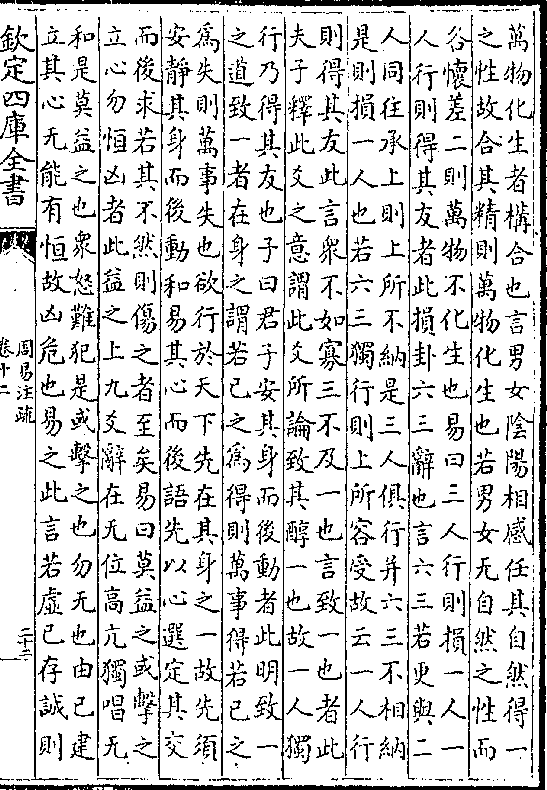 萬物化生者構合也言男女陰陽相感任其自然得一
之性故合其精則萬物化生也若男女无自然之性而
各懷差二則萬物不化生也易曰三人行則損一人一
人行則得其友者此損卦六三辭也言六三若更與二
人同往承上則上所不納是三人俱行并六三不相納
是則損一人也若六三獨行則上所容受故云一人行
則得其友此言衆不如寡三不及一也言致一也者此
夫子釋此爻之意謂此爻所論致其醇一也故一人獨
行乃得其友也子曰君子安其身而後動者此明致一
之道致一者在身之謂若己之爲得則萬事得若己之
爲失則萬事失也欲行於天下先在其身之一故先須
安靜其身而後動和易其心而後語先以心選定其交
而後求若其不然則傷之者至矣易曰莫益之或擊之
立心勿恒凶者此益之上九爻辭在无位高亢獨唱无
和是莫益之也衆怒難犯是或擊之也勿无也由己建
立其心无能有恒故凶危也易之此言若虛己存誠則
欽定四庫全書
周易注疏
卷十二
二十三